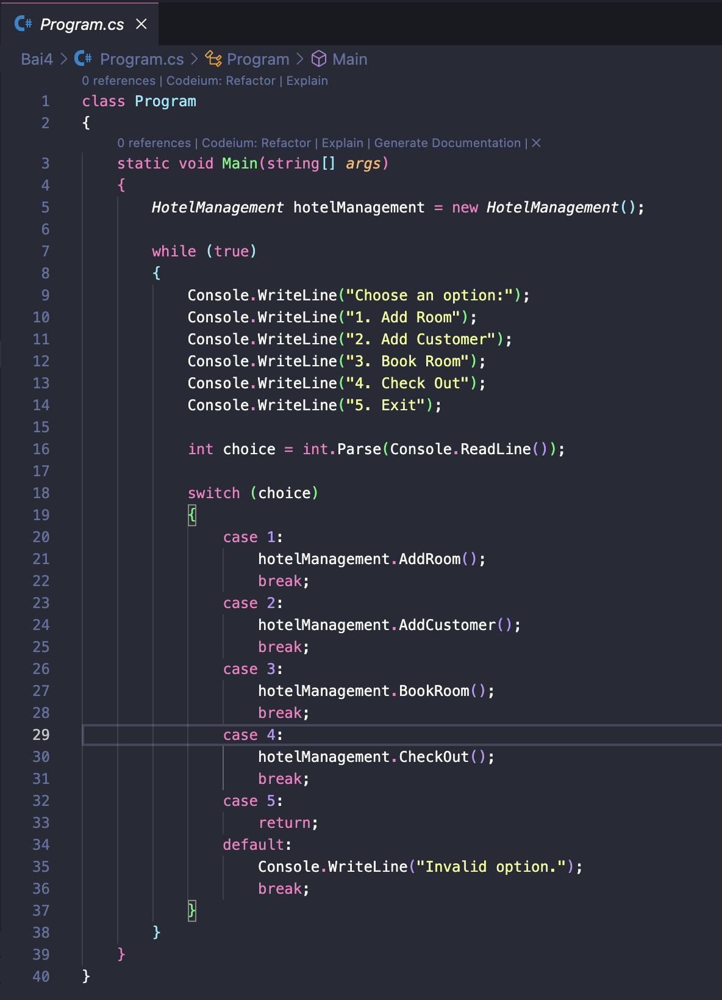 Program.cs
Bai4 > Program.cs > Program > Main
0 references | Codeium: Refactor | Explain
1 class Program
2 {
0 references | Codeium: Refactor | Explain | Generate Documentation | ×
3 static void Main(string[] args)
4 {
5 HotelManagement hotelManagement = new HotelManagement();
6
7 while (true)
8 {
9 Console.WriteLine("Choose an option:");
10 Console.WriteLine("1. Add Room");
11 Console.WriteLine("2. Add Customer");
12 Console.WriteLine("3. Book Room");
13 Console.WriteLine("4. Check Out");
14 Console.WriteLine("5. Exit");
15
16 int choice = int.Parse(Console.ReadLine());
17
18 switch (choice)
19 {
20 case 1:
21 hotelManagement.AddRoom();
22 break;
23 case 2:
24 hotelManagement.AddCustomer();
25 break;
26 case 3:
27 hotelManagement.BookRoom();
28 break;
29 case 4:
30 hotelManagement.CheckOut();
31 break;
32 case 5:
33 return;
34 default:
35 Console.WriteLine("Invalid option.");
36 break;
37 }
38 }
39 }
40 }